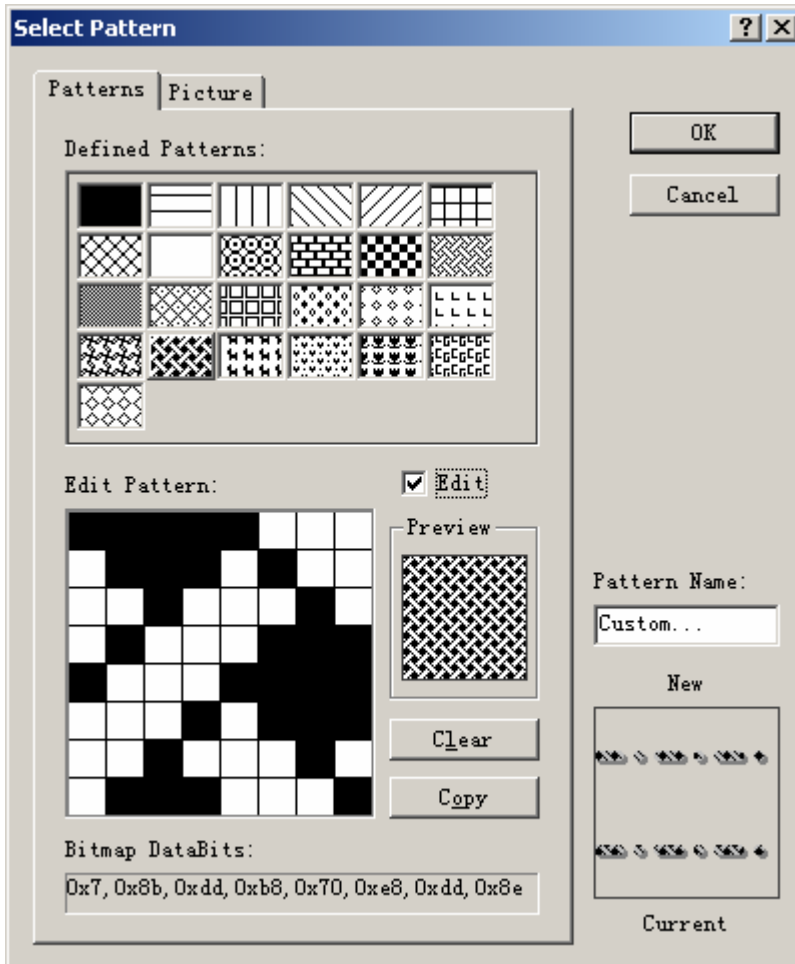 Select Pattern
Patterns
Picture
Defined Patterns:
OK
Cancel
Edit Pattern:
Edit
Preview
Clear
Copy
Bitmap DataBits:
0x7, 0x8b, 0xdd, 0xb8, 0x70, 0xe8, 0xdd, 0x8e
Pattern Name:
Custom...
New
Current